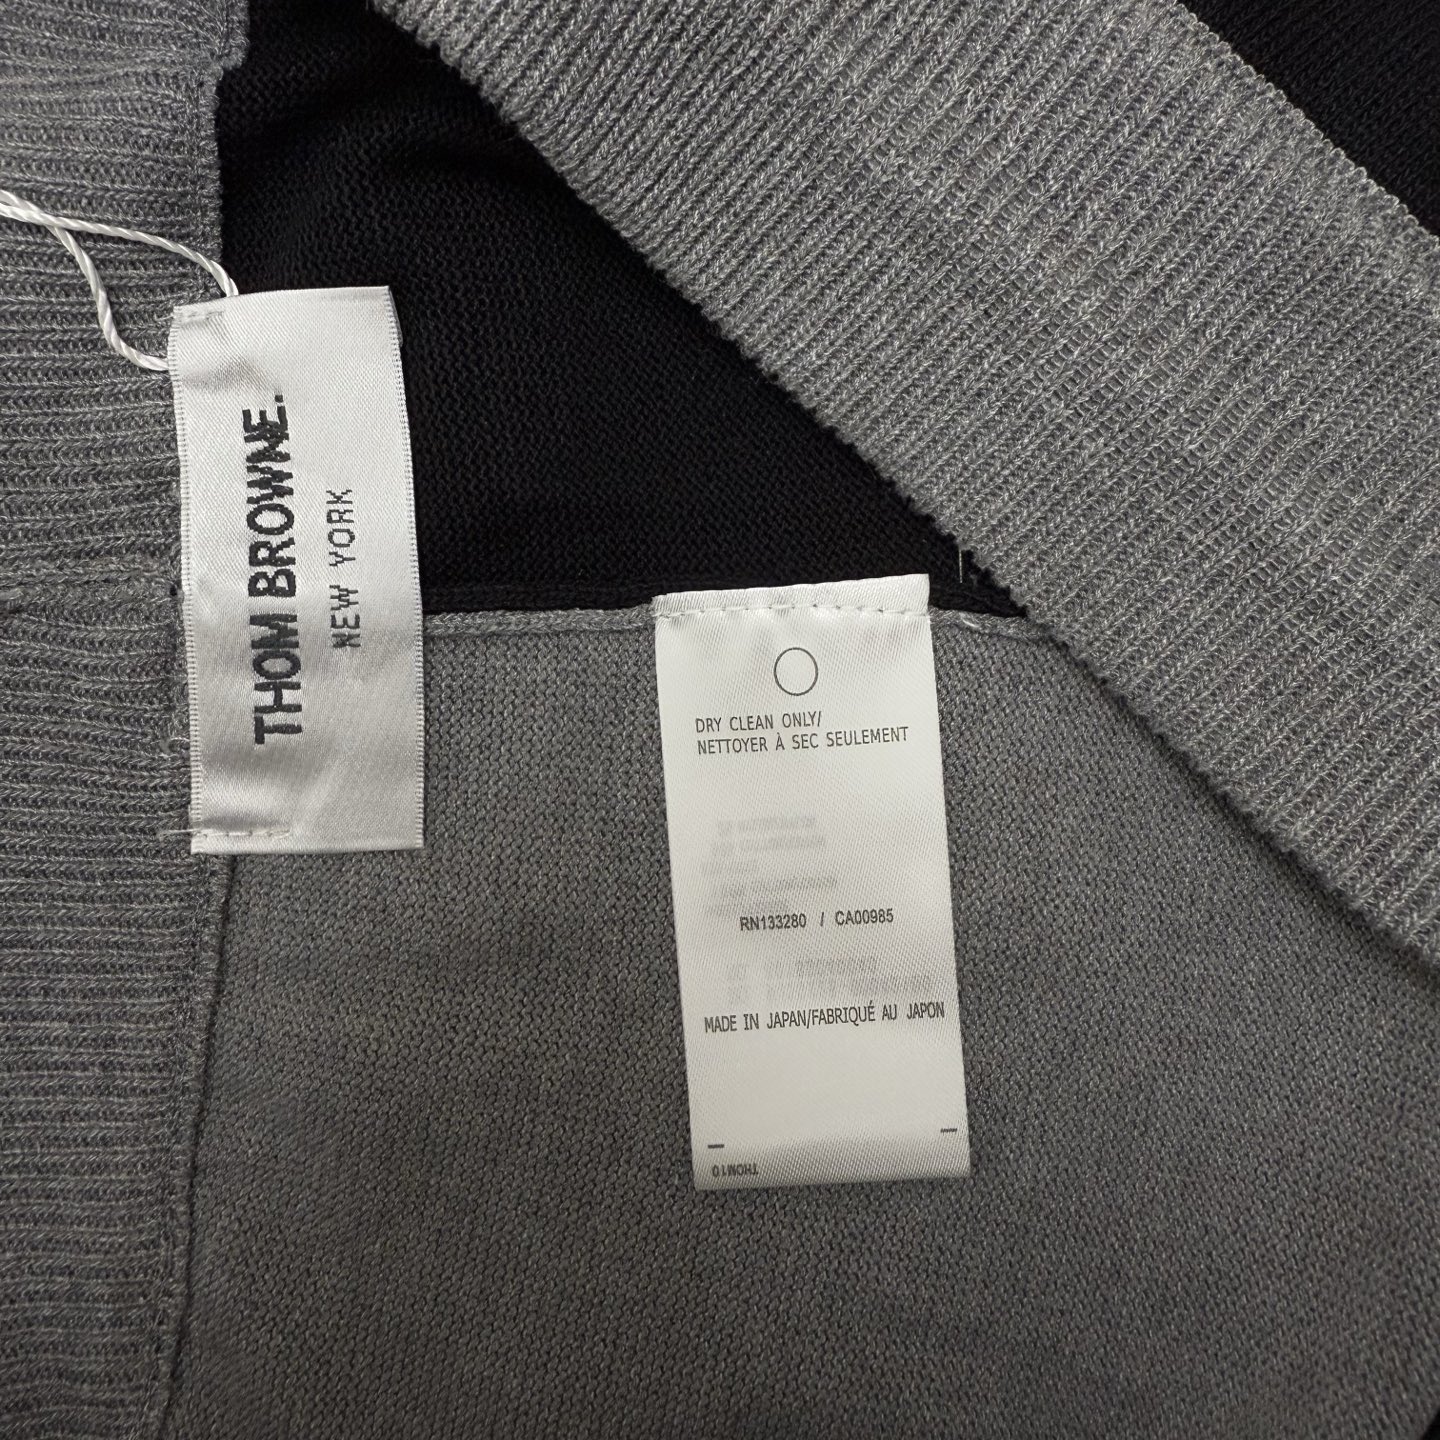 THOM BROWNE.
NEW YORK
DRY CLEAN ONLY/
NETTOYER À SEC SEULEMENT
RN133280 / CA00985
MADE IN JAPAN/FABRIQUÉ AU JAPON
THOM10